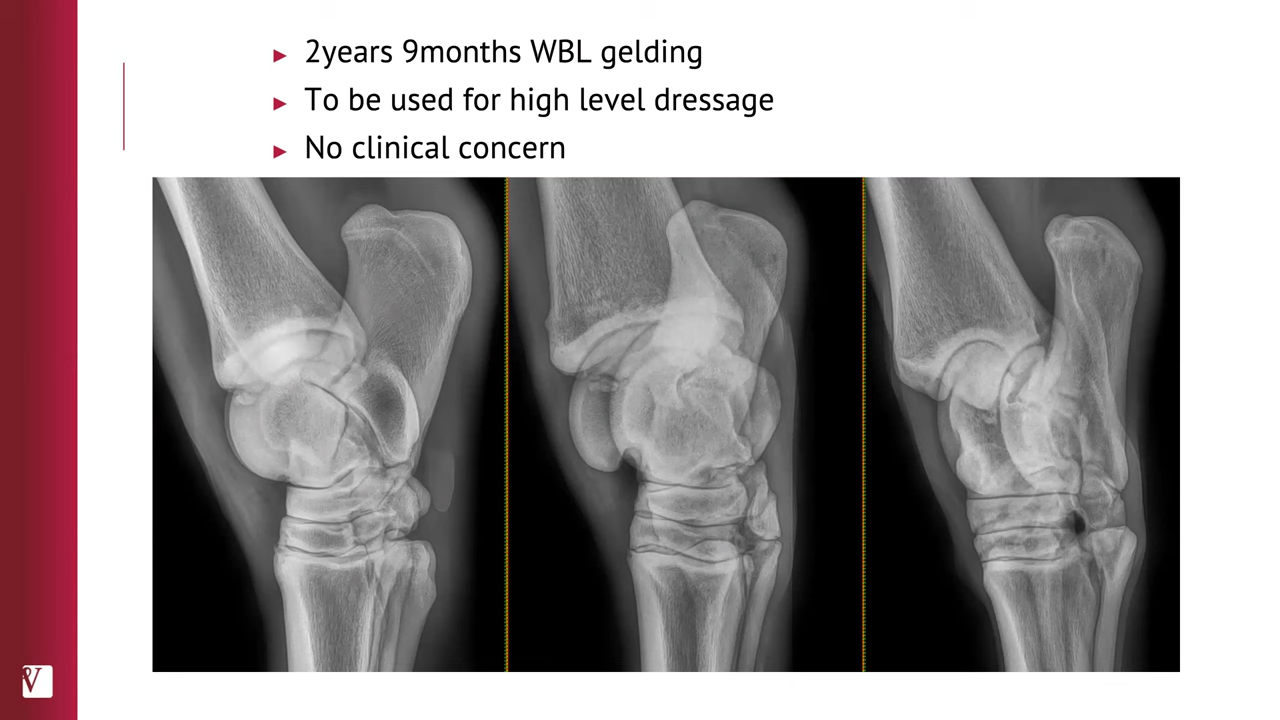 2years 9months WBL gelding
To be used for high level dressage
No clinical concern